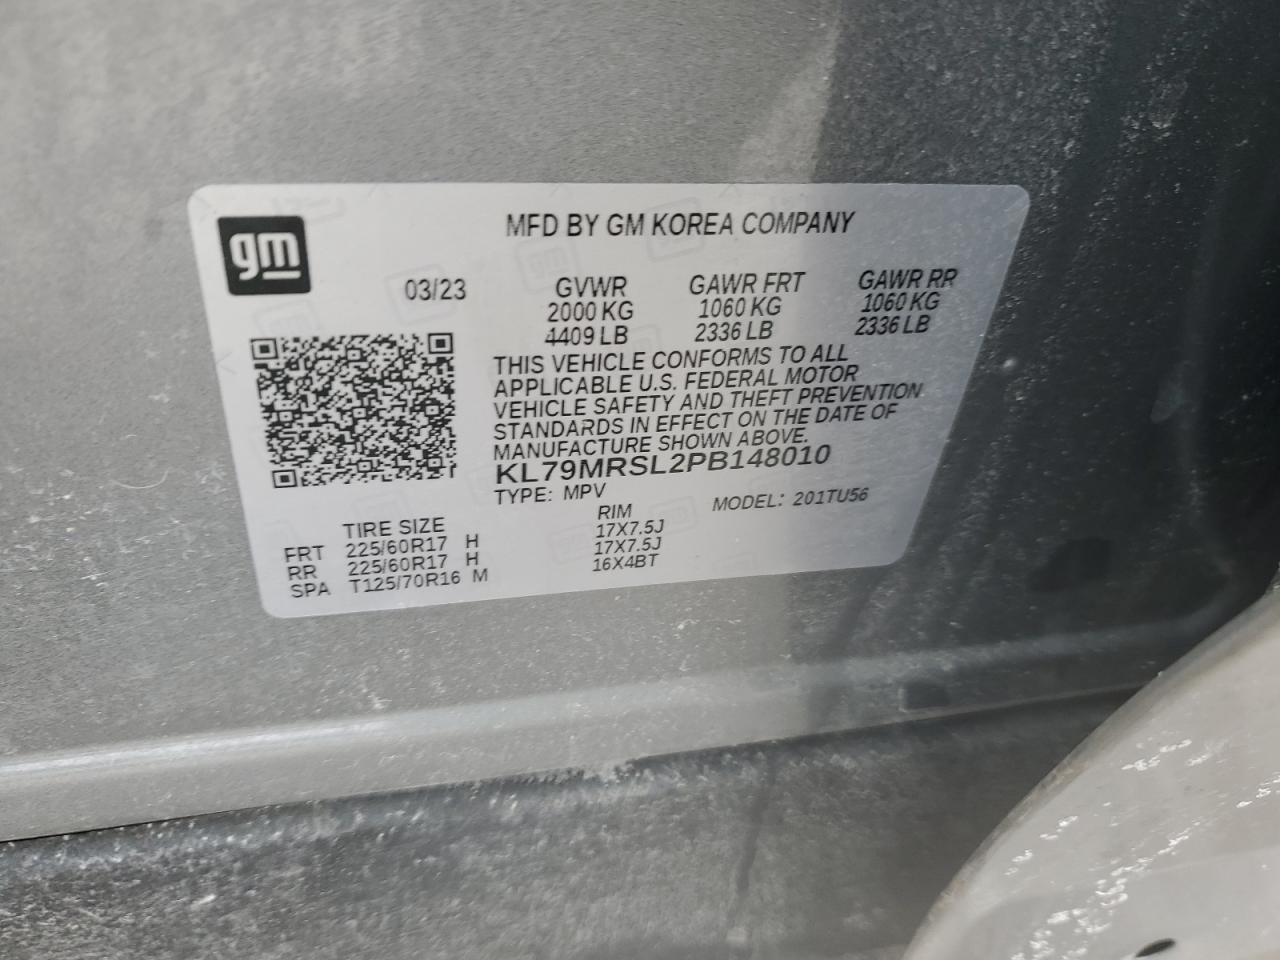 gm
MFD BY GM KOREA COMPANY
03/23 GVWR GAWR FRT GAWR RR
2000 KG 1060 KG 1060 KG
4409 LB 2336 LB 2336 LB
THIS VEHICLE CONFORMS TO ALL
APPLICABLE U.S. FEDERAL MOTOR
VEHICLE SAFETY AND THEFT PREVENTION
STANDARDS IN EFFECT ON THE DATE OF
MANUFACTURE SHOWN ABOVE.
KL79MRSL2PB148010
TYPE: MPV MODEL: 201TU56
TIRE SIZE RIM
FRT 225/60R17 H 17X7.5J
RR 225/60R17 H 17X7.5J
SPA T125/70R16 M 16X4BT